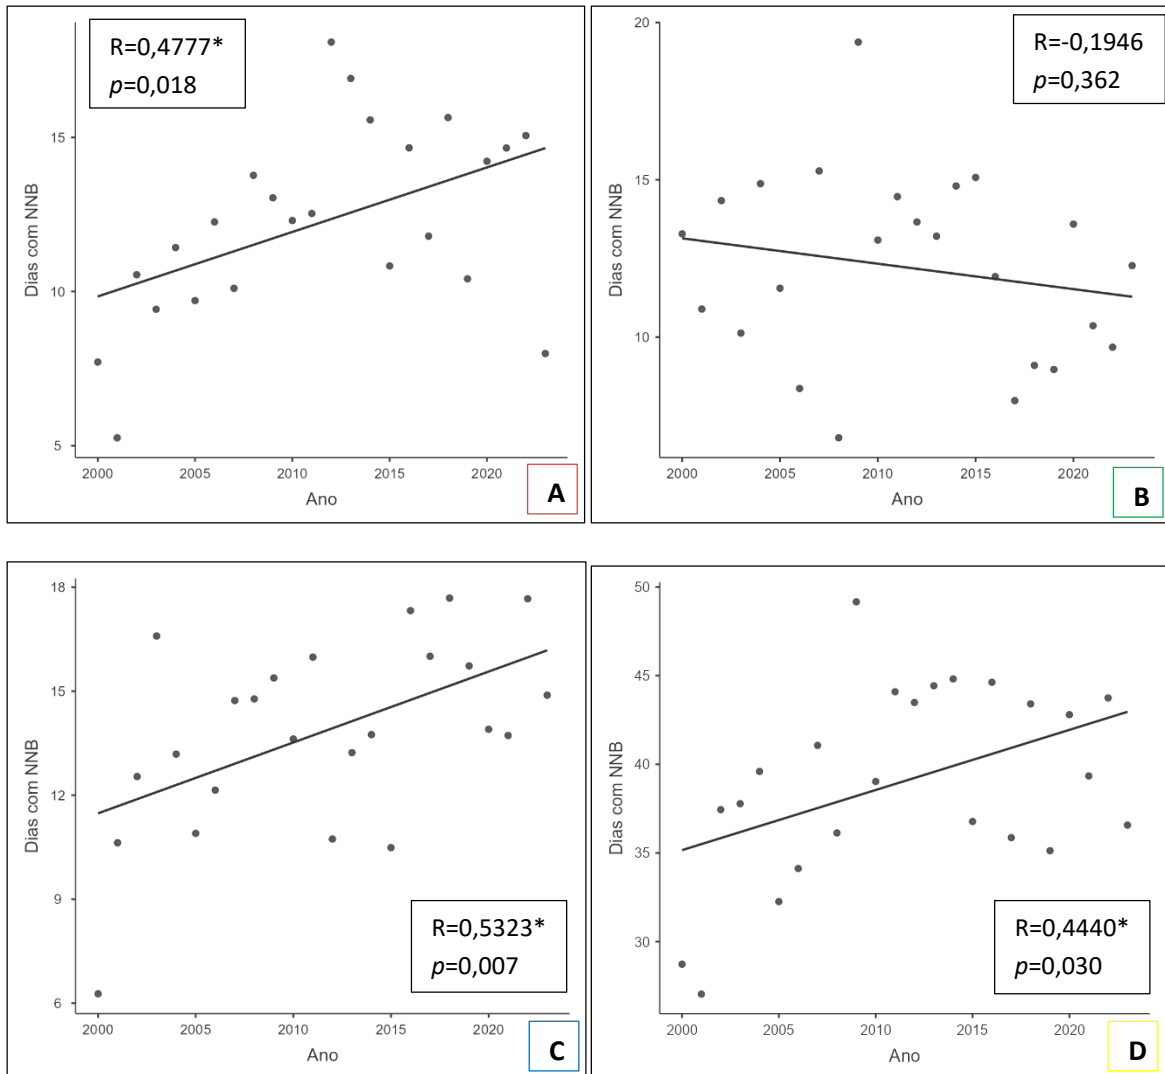 R=0,4777*
p=0,018
15
10
5
Dias com NNB
2000
2005
2010
2015
2020
Ano
A
R=-0,1946
p=0,362
20
15
10
Dias com NNB
2000
2005
2010
2015
2020
Ano
B
18
15
12
9
6
Dias com NNB
R=0,5323*
p=0,007
2000
2005
2010
2015
2020
Ano
C
50
45
40
35
30
Dias com NNB
R=0,4440*
p=0,030
2000
2005
2010
2015
2020
Ano
D